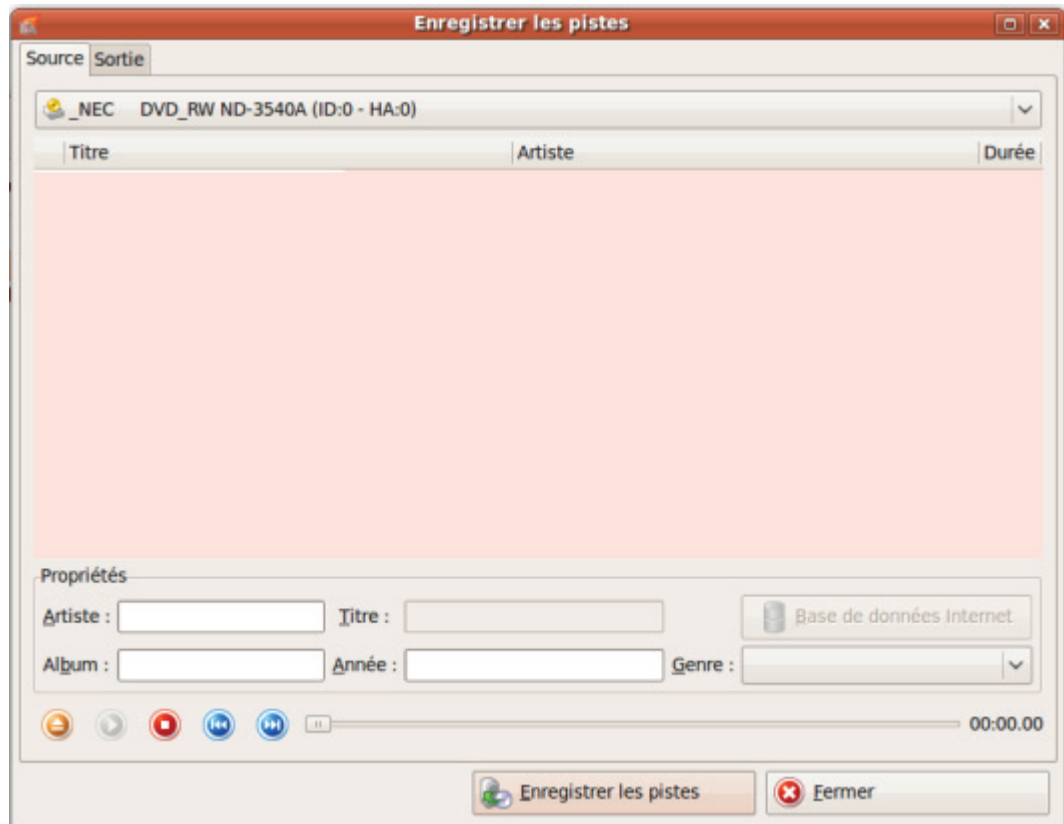 Enregistrer les pistes
Source Sortie
_NEC DVD_RW ND-3540A (ID:0 - HA:0)
Titre Artiste Durée
Propriétés
Artiste : Titre : Base de données Internet
Album : Année : Genre :
00:00.00
Enregistrer les pistes Fermer